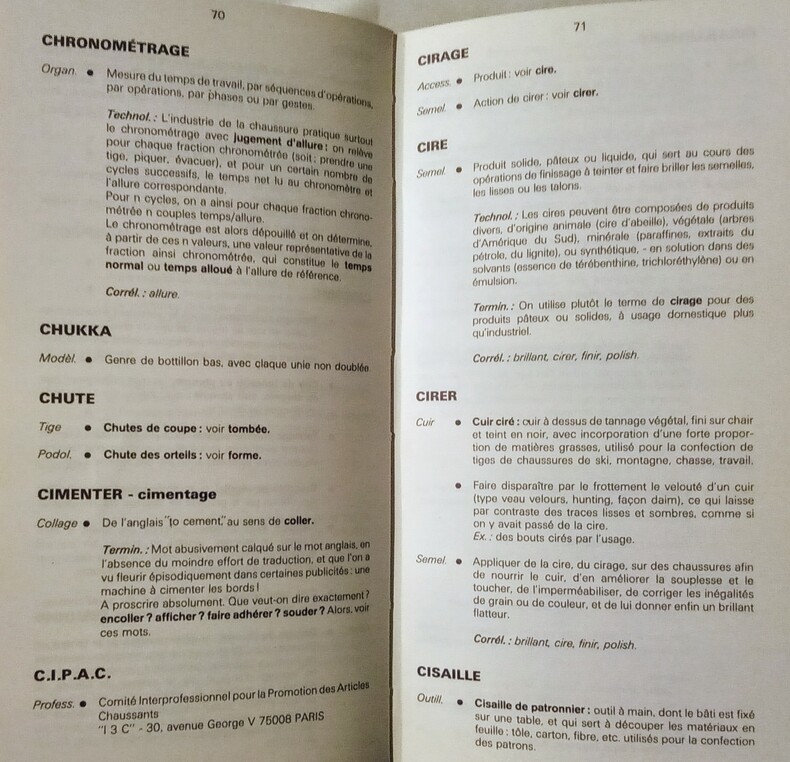 70
CHRONOMÉTRAGE
Organ. ● Mesure du temps de travail, par séquences d'opérations,
par opérations, par phases ou par gestes.
Technol. : L'industrie de la chaussure pratique surtout
le chronométrage avec jugement d'allure : on relève
pour chaque fraction chronométrée (soit : prendre une
tige, piquer, évacuer), et pour un certain nombre de
cycles successifs, le temps net lu au chronomètre et
l'allure correspondante.
Pour n cycles, on a ainsi pour chaque fraction chrono-
métrée n couples temps/allure.
Le chronométrage est alors dépouillé et on détermine,
à partir de ces n valeurs, une valeur représentative de la
fraction ainsi chronométrée, qui constitue le temps
normal ou temps alloué à l'allure de référence.
Corrél. : allure.
CHUKKA
Modèl. ● Genre de bottillon bas, avec claque unie non doublée.
CHUTE
Tige ● Chutes de coupe : voir tombée.
Podol. ● Chute des orteils : voir forme.
CIMENTER - cimentage
Collage ● De l'anglais "to cement," au sens de coller.
Termin. : Mot abusivement calqué sur le mot anglais, en
l'absence du moindre effort de traduction, et que l'on a
vu fleurir épisodiquement dans certaines publicités : une
machine à cimenter les bords !
A proscrire absolument. Que veut-on dire exactement ?
encoller ? afficher ? faire adhérer ? souder ? Alors, voir
ces mots.
C.I.P.A.C.
Profess. ● Comité Interprofessionnel pour la Promotion des Articles
Chaussants
"I 3 C" - 30, avenue George V 75008 PARIS
71
CIRAGE
Access. ● Produit : voir cire.
Semel. ● Action de cirer : voir cirer.
CIRE
Semel. ● Produit solide, pâteux ou liquide, qui sert au cours des
opérations de finissage à teinter et faire briller les semelles,
les lisses ou les talons.
Technol. : Les cires peuvent être composées de produits
divers, d'origine animale (cire d'abeille), végétale (arbres
d'Amérique du Sud), minérale (paraffines, extraits du
pétrole, du lignite), ou synthétique, - en solution dans des
solvants (essence de térébenthine, trichloréthylène) ou en
émulsion.
Termin. : On utilise plutôt le terme de cirage pour des
produits pâteux ou solides, à usage domestique plus
qu'industriel.
Corrél. : brillant, cirer, finir, polish.
CIRER
Cuir ● Cuir ciré : cuir à dessus de tannage végétal, fini sur chair
et teint en noir, avec incorporation d'une forte propor-
tion de matières grasses, utilisé pour la confection de
tiges de chaussures de ski, montagne, chasse, travail.
● Faire disparaître par le frottement le velouté d'un cuir
(type veau velours, hunting, façon daim), ce qui laisse
par contraste des traces lisses et sombres, comme si
on y avait passé de la cire.
Ex. : des bouts cirés par l'usage.
Semel. ● Appliquer de la cire, du cirage, sur des chaussures afin
de nourrir le cuir, d'en améliorer la souplesse et le
toucher, de l'imperméabiliser, de corriger les inégalités
de grain ou de couleur, et de lui donner enfin un brillant
flatteur.
Corrél. : brillant, cire, finir, polish.
CISAILLE
Outill. ● Cisaille de patronnier : outil à main, dont le bâti est fixé
sur une table, et qui sert à découper les matériaux en
feuille : tôle, carton, fibre, etc. utilisés pour la confection
des patrons.